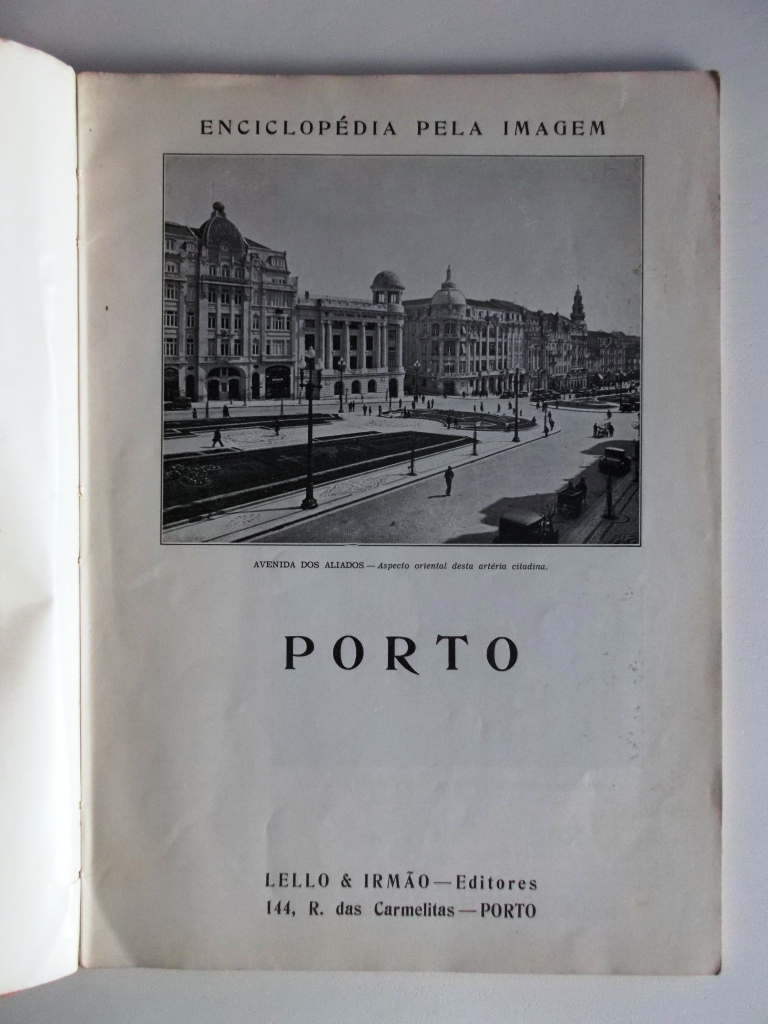 ENCICLOPÉDIA PELA IMAGEM
AVENIDA DOS ALIADOS — Aspecto oriental desta artéria citadina.
PORTO
LELLO & IRMÃO — Editores
144, R. das Carmelitas — PORTO